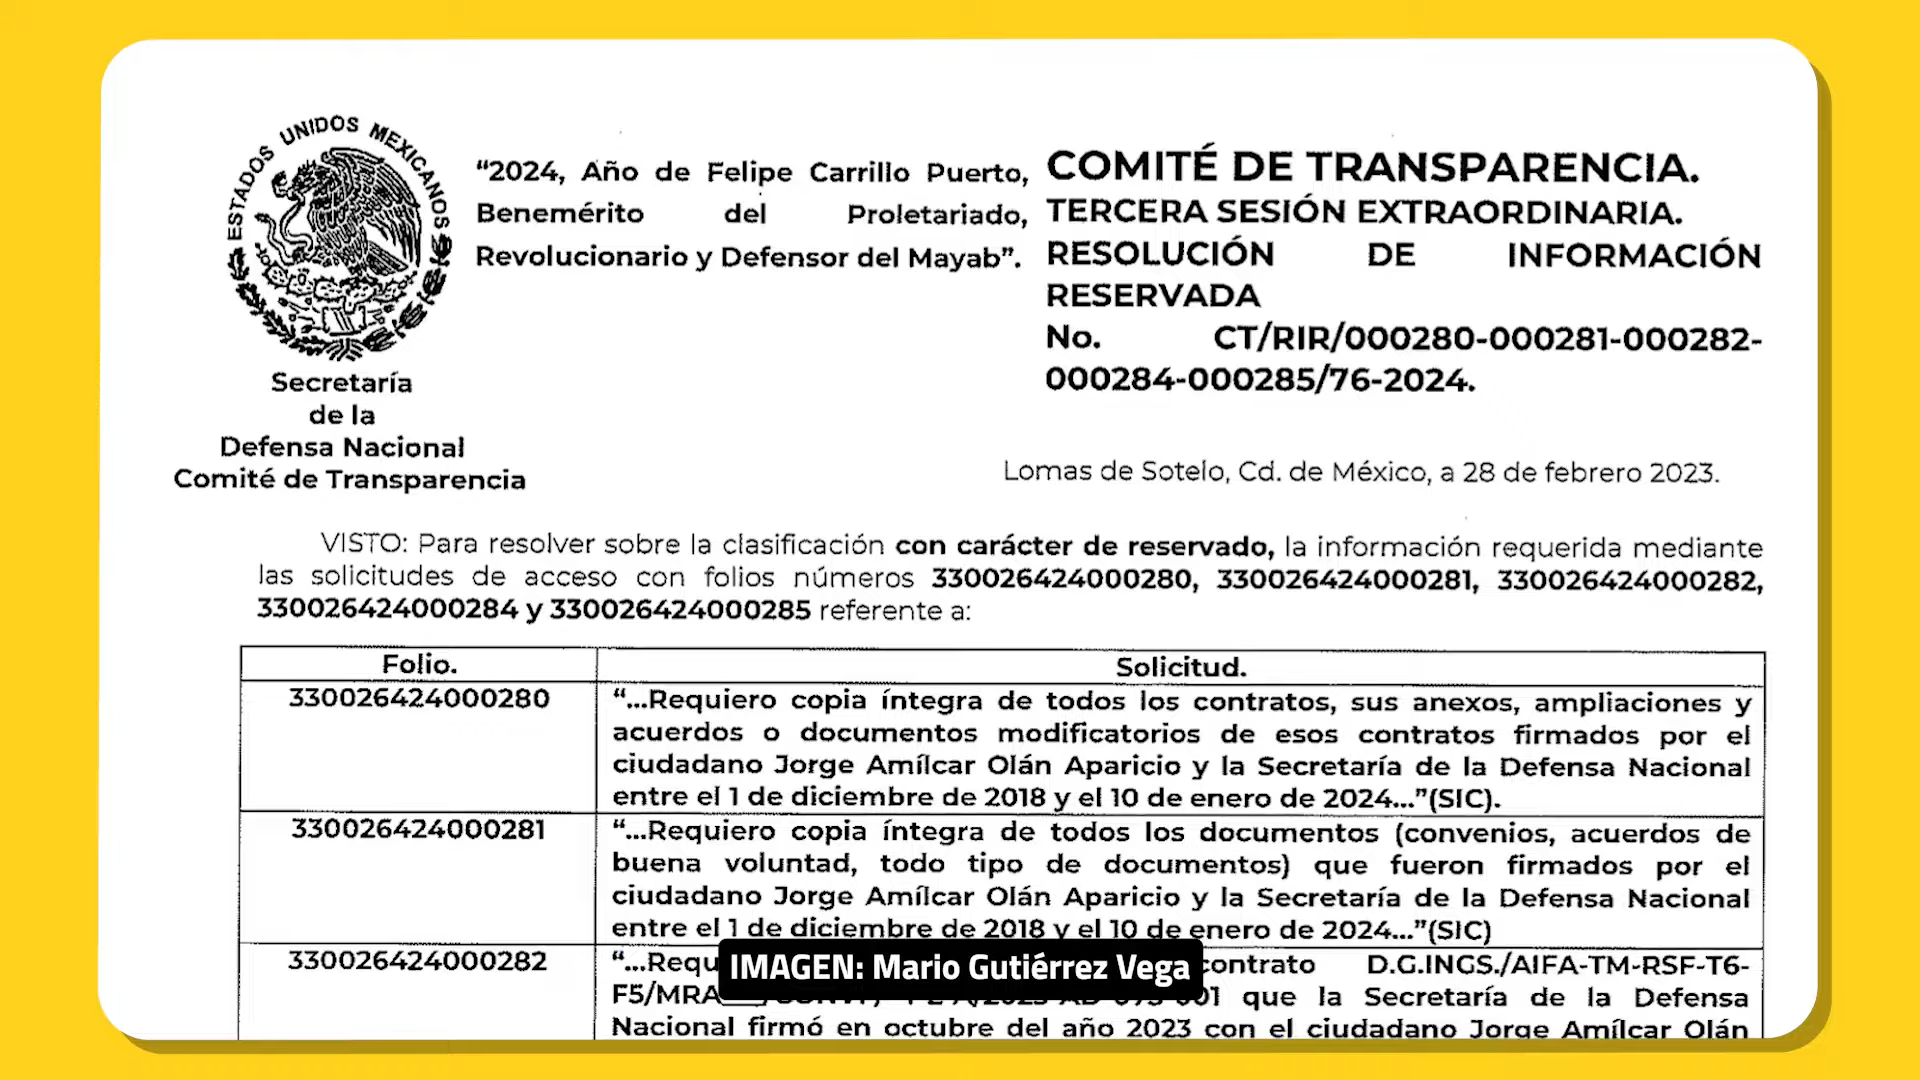 ESTADOS UNIDOS MEXICANOS
Secretaría
de la
Defensa Nacional
Comité de Transparencia
“2024, Año de Felipe Carrillo Puerto,
Benemérito del Proletariado,
Revolucionario y Defensor del Mayab”.
COMITÉ DE TRANSPARENCIA.
TERCERA SESIÓN EXTRAORDINARIA.
RESOLUCIÓN DE INFORMACIÓN
RESERVADA
No. CT/RIR/000280-000281-000282-
000284-000285/76-2024.
Lomas de Sotelo, Cd. de México, a 28 de febrero 2023.
VISTO: Para resolver sobre la clasificación con carácter de reservado, la información requerida mediante
las solicitudes de acceso con folios números 330026424000280, 330026424000281, 330026424000282,
330026424000284 y 330026424000285 referente a:
Folio. Solicitud.
330026424000280 “...Requiero copia íntegra de todos los contratos, sus anexos, ampliaciones y
acuerdos o documentos modificatorios de esos contratos firmados por el
ciudadano Jorge Amílcar Olán Aparicio y la Secretaría de la Defensa Nacional
entre el 1 de diciembre de 2018 y el 10 de enero de 2024...”(SIC).
330026424000281 “...Requiero copia íntegra de todos los documentos (convenios, acuerdos de
buena voluntad, todo tipo de documentos) que fueron firmados por el
ciudadano Jorge Amílcar Olán Aparicio y la Secretaría de la Defensa Nacional
entre el 1 de diciembre de 2018 y el 10 de enero de 2024...”(SIC)
330026424000282 contrato D.G.INGS./AIFA-TM-RSF-T6-
que la Secretaría de la Defensa
Nacional firmó en octubre del año 2023 con el ciudadano Jorge Amílcar Olán
IMAGEN: Mario Gutiérrez Vega